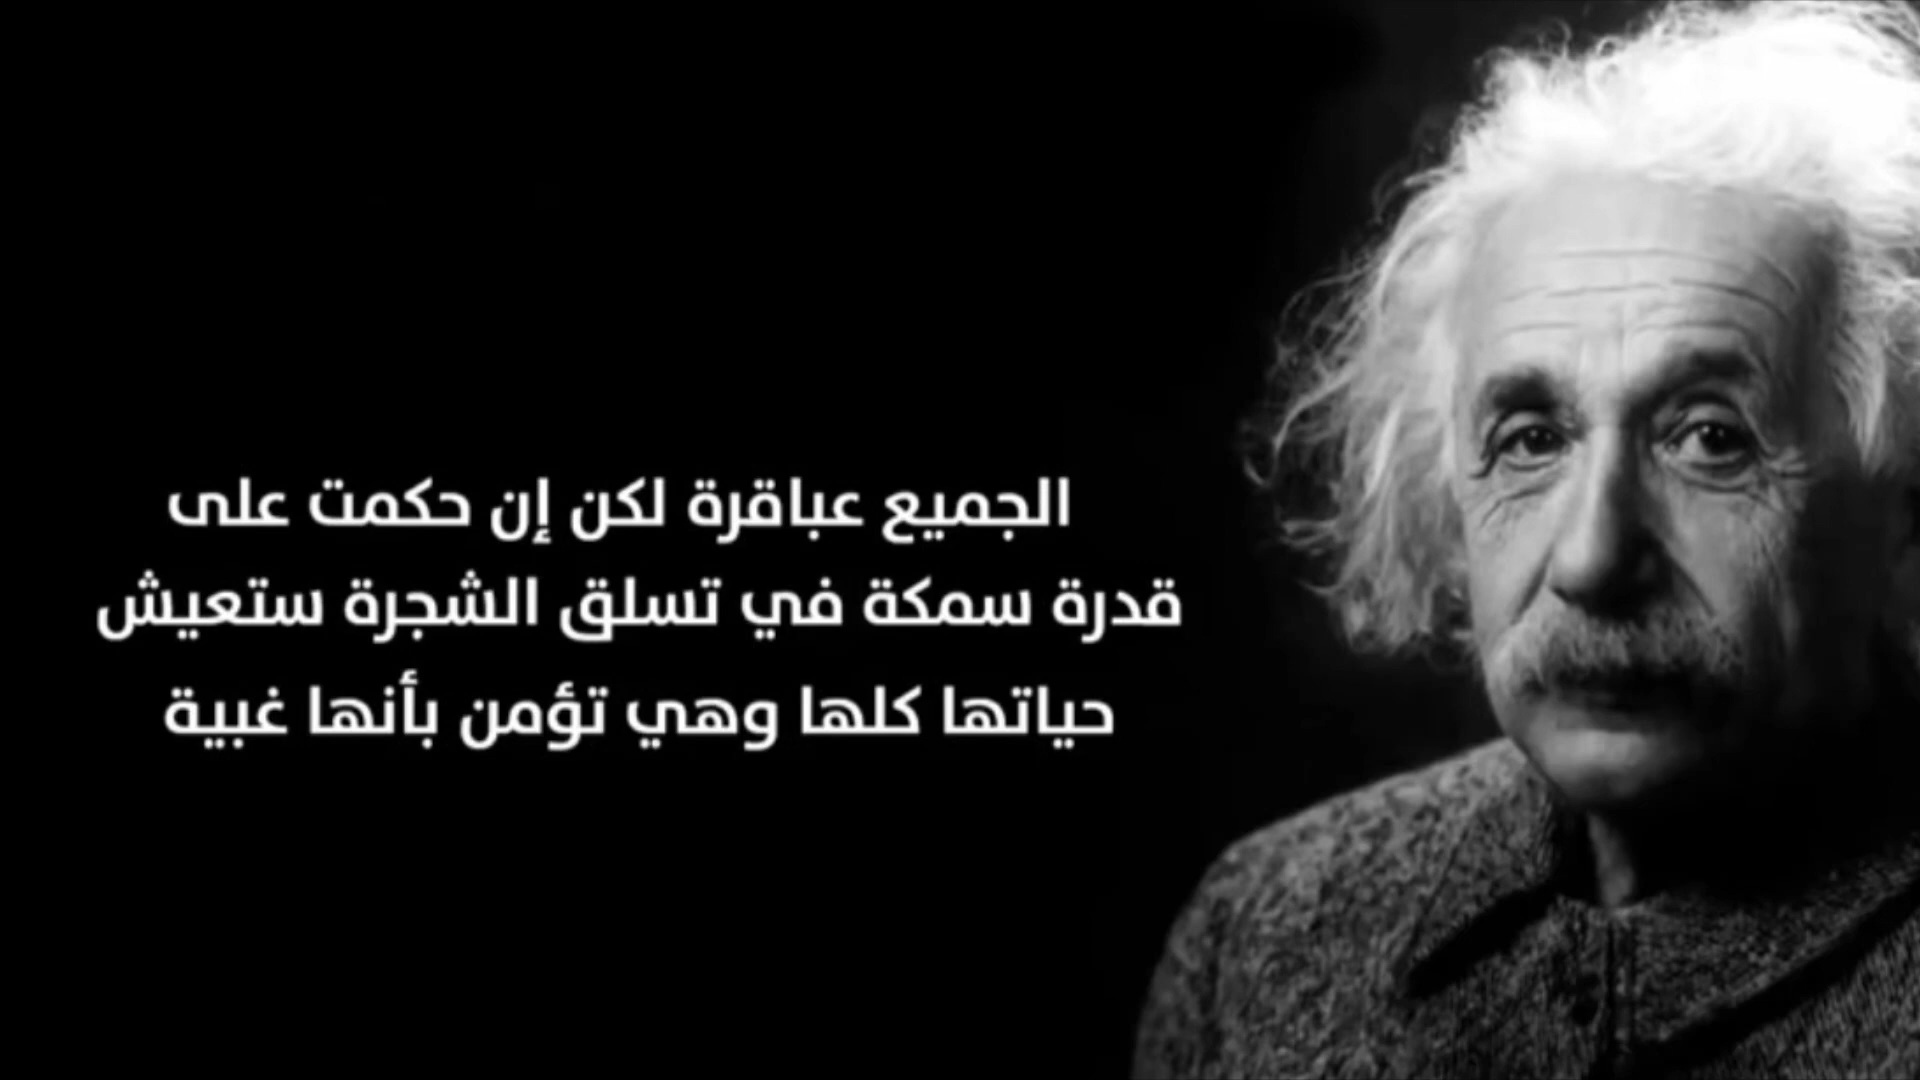 الجميع عباقرة لكن إن حكمت على
قدرة سمكة في تسلق الشجرة ستعيش
حياتها كلها وهي تؤمن بأنها غبية